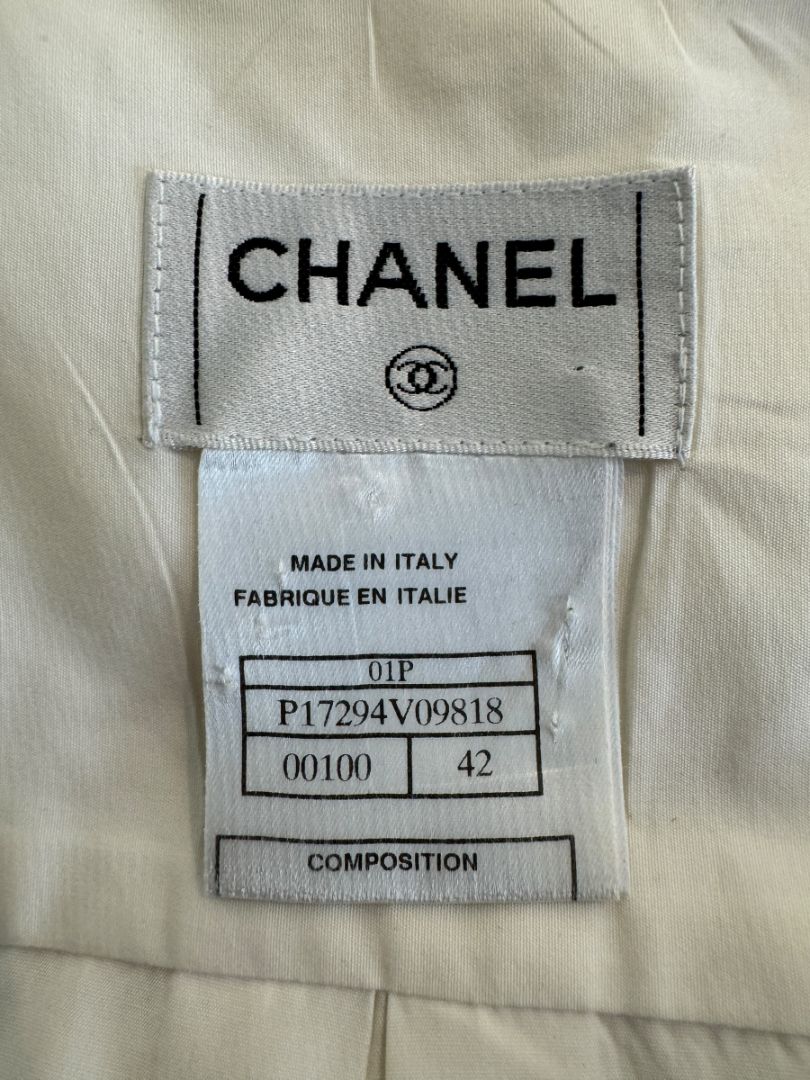 CHANEL
MADE IN ITALY
FABRIQUE EN ITALIE
01P
P17294V09818
00100 42
COMPOSITION